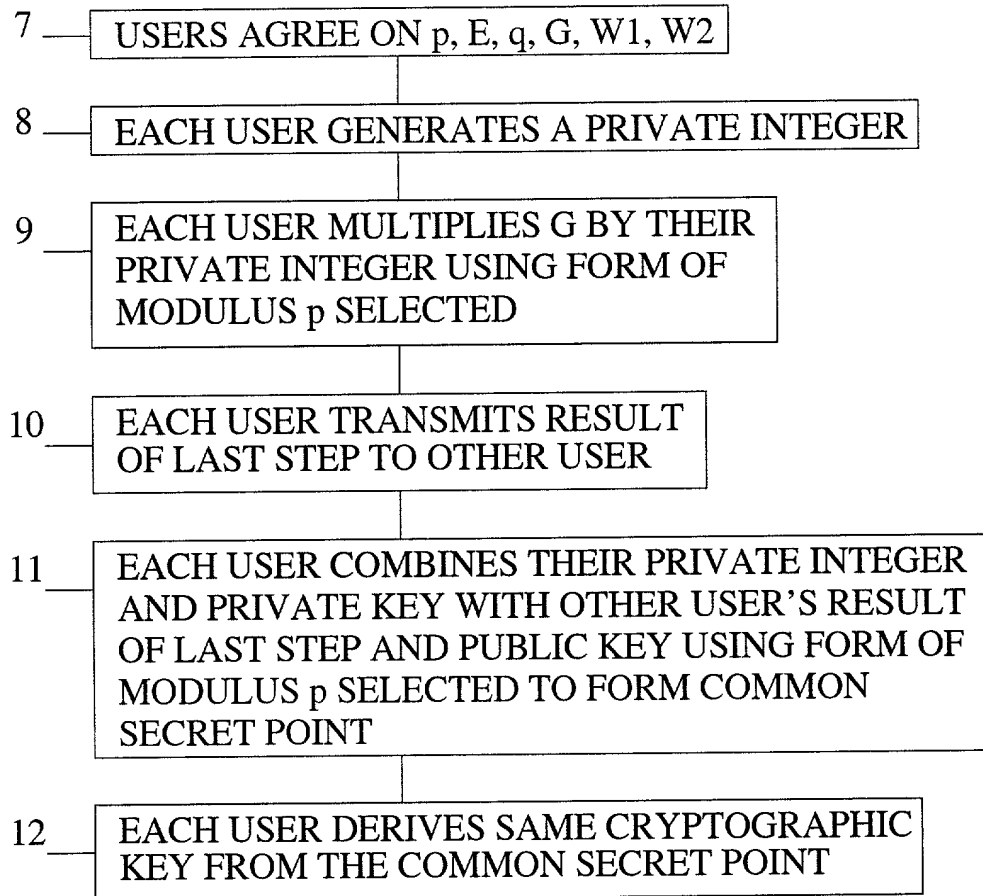 7 USERS AGREE ON p, E, q, G, W1, W2
8 EACH USER GENERATES A PRIVATE INTEGER
9 EACH USER MULTIPLIES G BY THEIR
PRIVATE INTEGER USING FORM OF
MODULUS p SELECTED
10 EACH USER TRANSMITS RESULT
OF LAST STEP TO OTHER USER
11 EACH USER COMBINES THEIR PRIVATE INTEGER
AND PRIVATE KEY WITH OTHER USER'S RESULT
OF LAST STEP AND PUBLIC KEY USING FORM OF
MODULUS p SELECTED TO FORM COMMON
SECRET POINT
12 EACH USER DERIVES SAME CRYPTOGRAPHIC
KEY FROM THE COMMON SECRET POINT